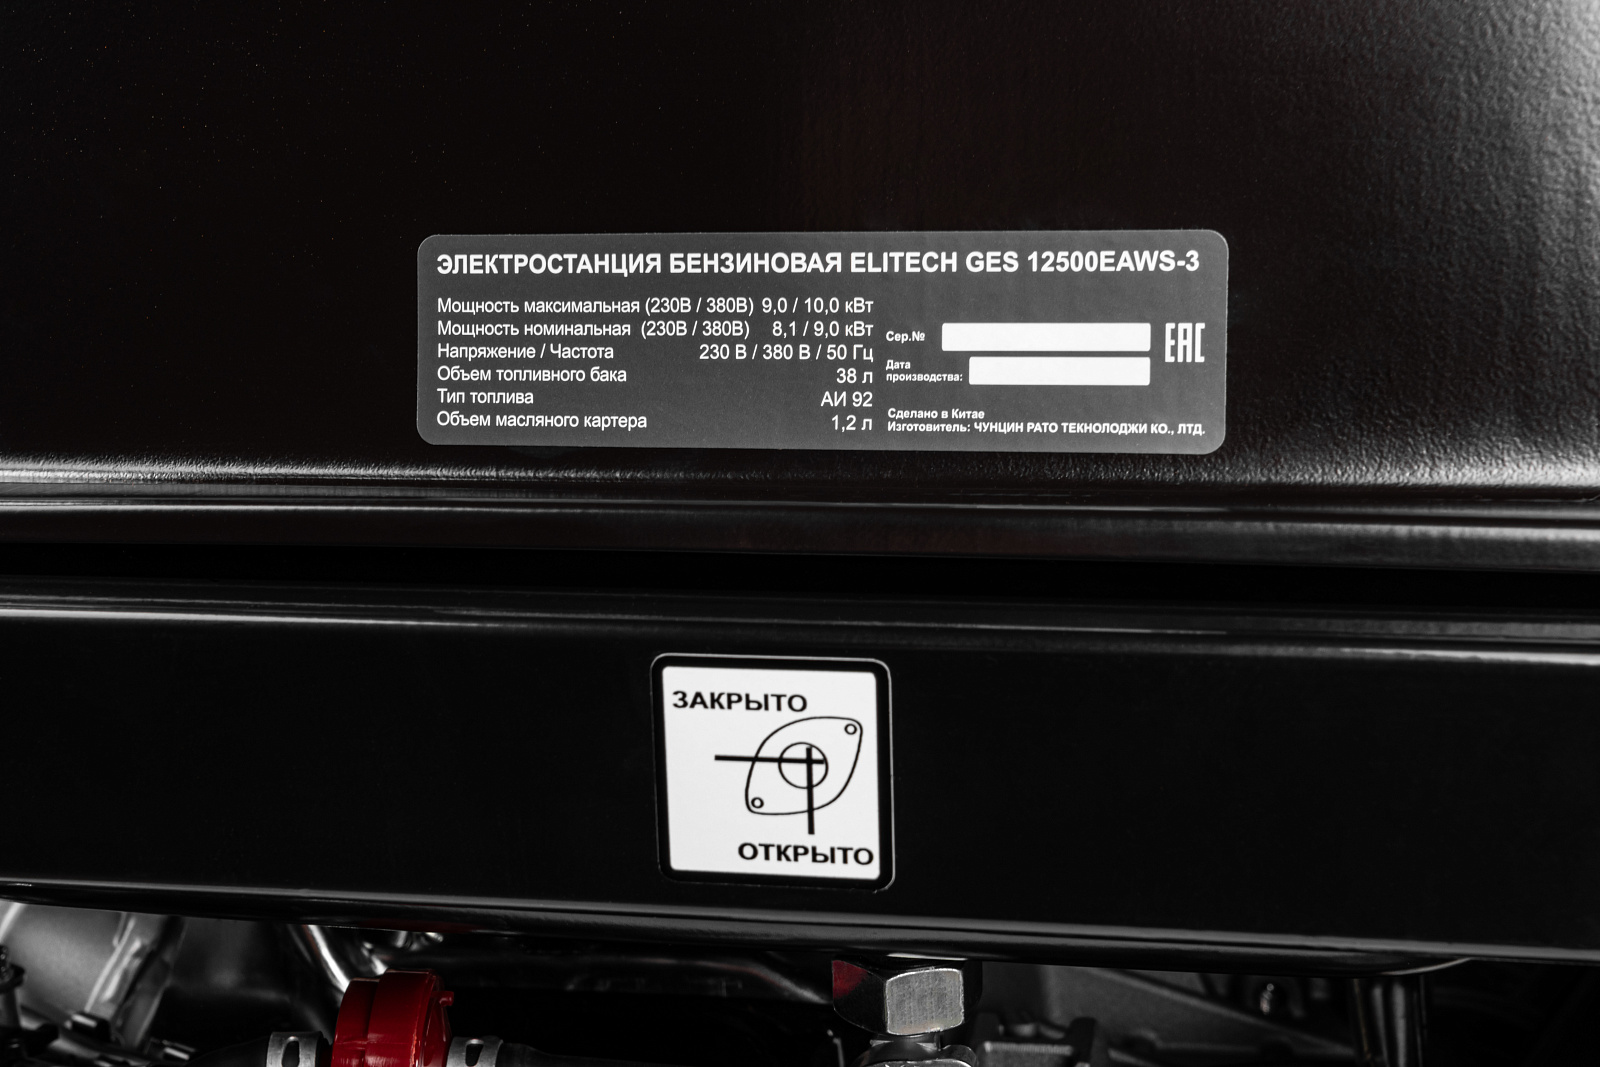 ЭЛЕКТРОСТАНЦИЯ БЕНЗИНОВАЯ ELITECH GES 12500EAWS-3
Мощность максимальная (230В / 380В) 9,0 / 10,0 кВт
Мощность номинальная (230В / 380В) 8,1 / 9,0 кВт
Напряжение / Частота 230 В / 380 В / 50 Гц
Объем топливного бака 38 л
Тип топлива АИ 92
Объем масляного картера 1,2 л
Сер.№
EAC
Дата
производства:
Сделано в Китае
Изготовитель: ЧУНЦИН РАТО ТЕКНОЛОДЖИ КО., ЛТД.
ЗАКРЫТО
ОТКРЫТО